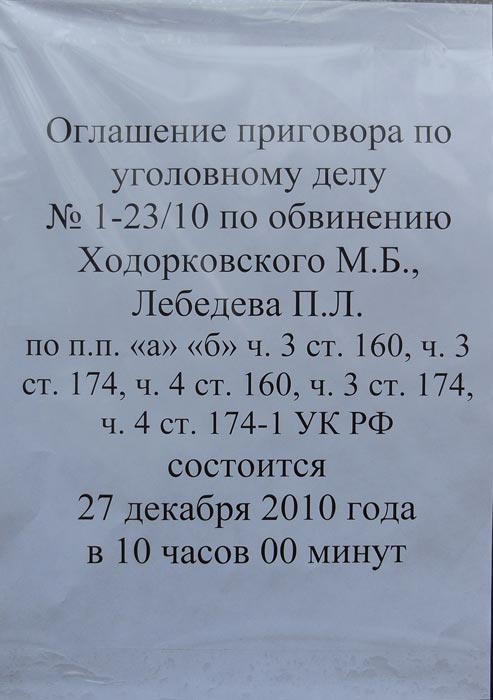 Оглашение приговора по
уголовному делу
№ 1-23/10 по обвинению
Ходорковского М.Б.,
Лебедева П.Л.
по п.п. «а» «б» ч. 3 ст. 160, ч. 3
ст. 174, ч. 4 ст. 160, ч. 3 ст. 174,
ч. 4 ст. 174-1 УК РФ
состоится
27 декабря 2010 года
в 10 часов 00 минут